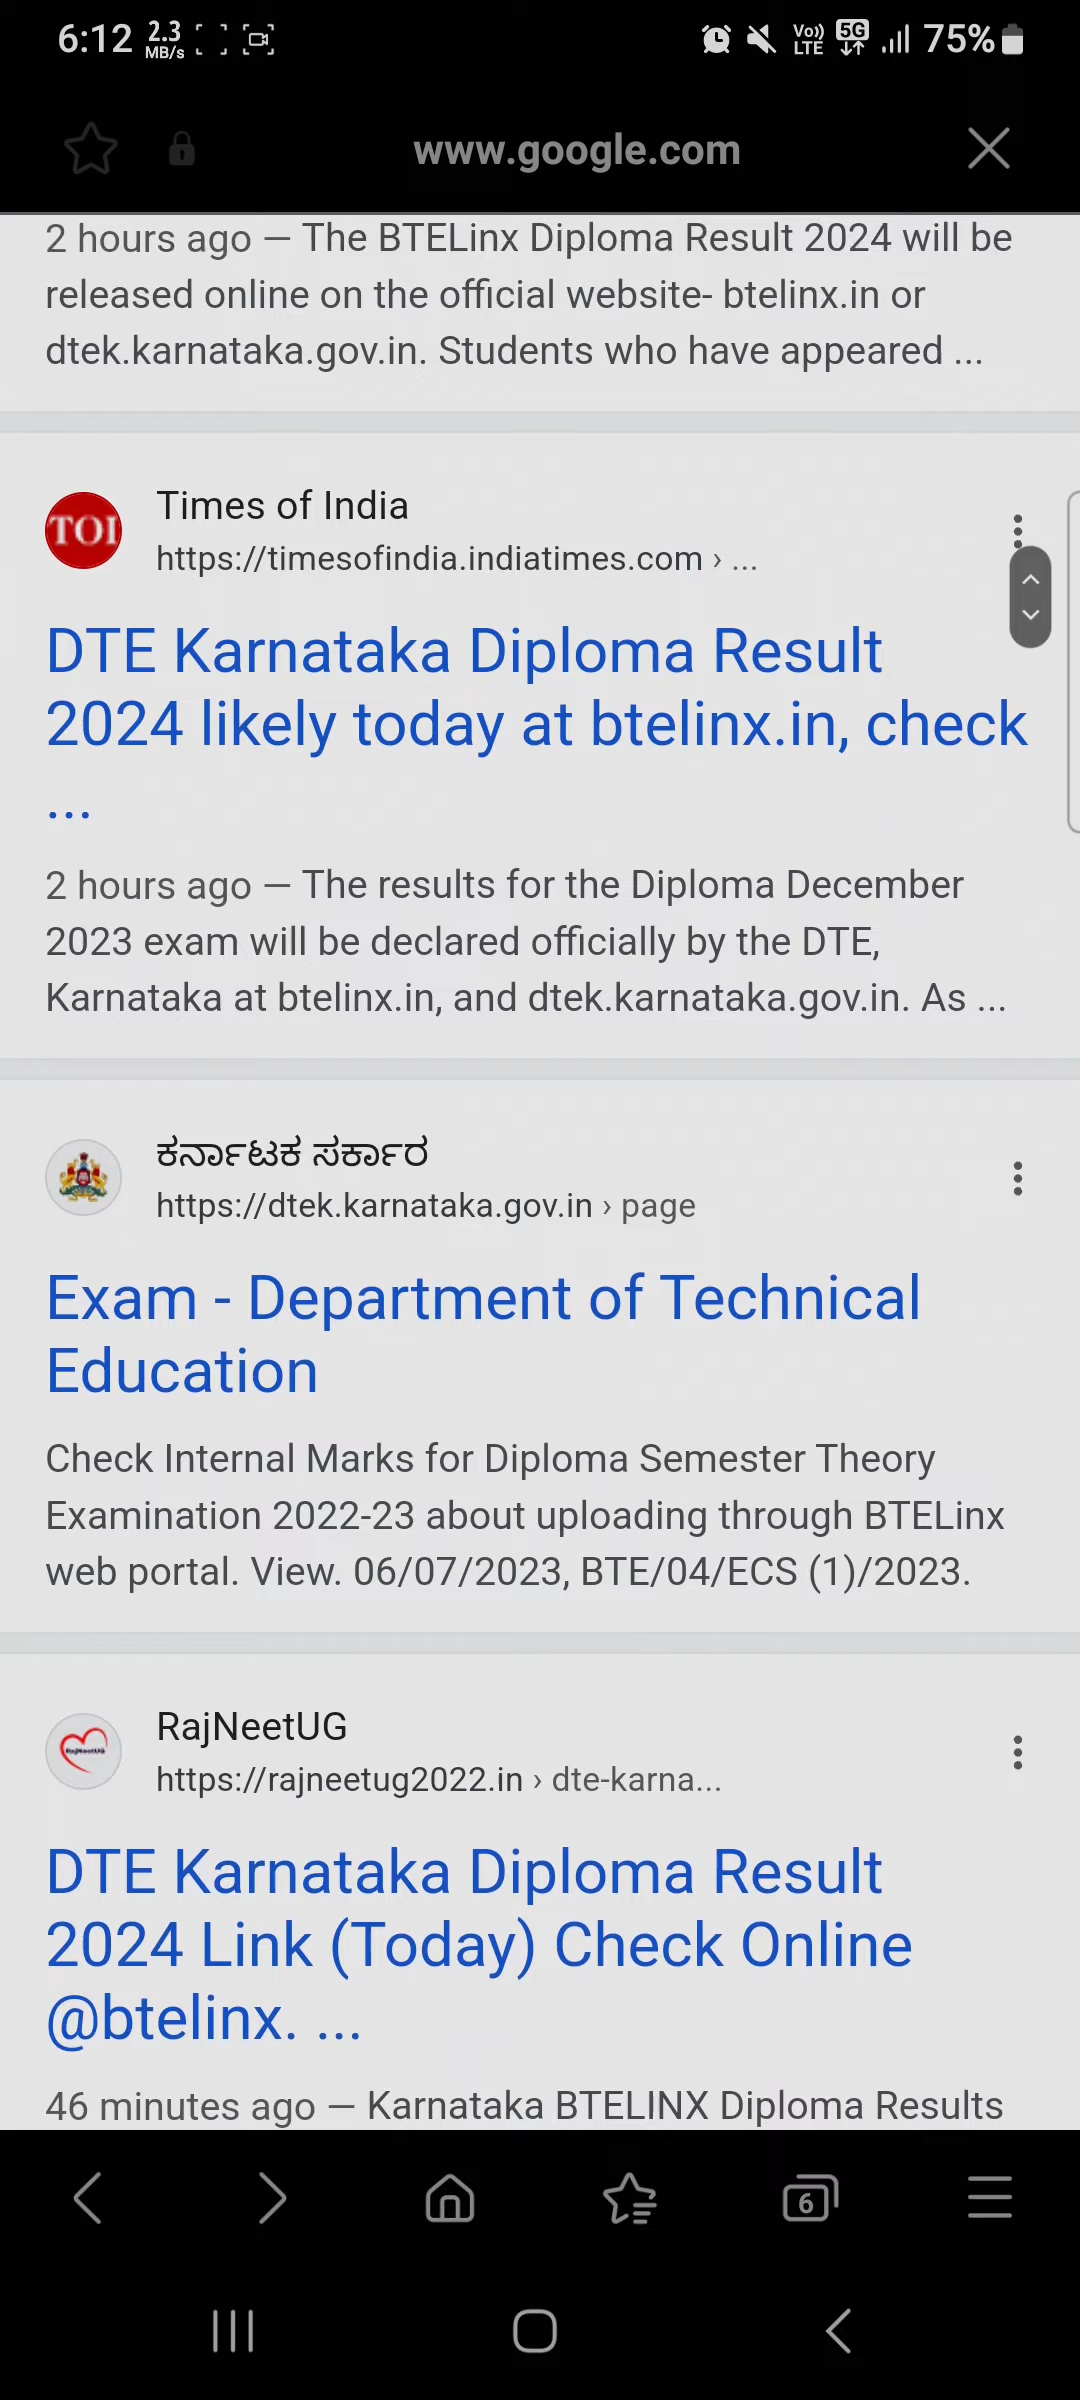 6:12 2.3 MB/s Vo)) LTE 5G 75%
www.google.com
2 hours ago — The BTELinx Diploma Result 2024 will be
released online on the official website- btelinx.in or
dtek.karnataka.gov.in. Students who have appeared ...
TOI
Times of India
https://timesofindia.indiatimes.com › ...
DTE Karnataka Diploma Result
2024 likely today at btelinx.in, check
...
2 hours ago — The results for the Diploma December
2023 exam will be declared officially by the DTE,
Karnataka at btelinx.in, and dtek.karnataka.gov.in. As ...
ಕರ್ನಾಟಕ ಸರ್ಕಾರ
https://dtek.karnataka.gov.in › page
Exam - Department of Technical
Education
Check Internal Marks for Diploma Semester Theory
Examination 2022-23 about uploading through BTELinx
web portal. View. 06/07/2023, BTE/04/ECS (1)/2023.
RajNeetUG
RajNeetUG
https://rajneetug2022.in › dte-karna...
DTE Karnataka Diploma Result
2024 Link (Today) Check Online
@btelinx. ...
46 minutes ago — Karnataka BTELINX Diploma Results
6